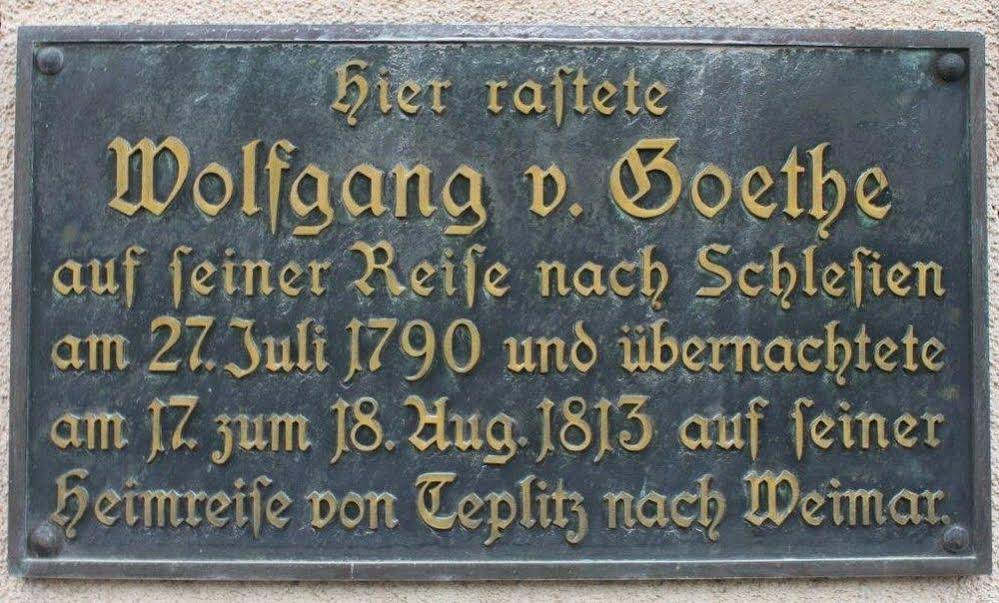 Hier rastete
Wolfgang v. Goethe
auf seiner Reise nach Schlesien
am 27. Juli 1790 und übernachtete
am 17. zum 18. Aug. 1813 auf seiner
Heimreise von Teplitz nach Weimar.